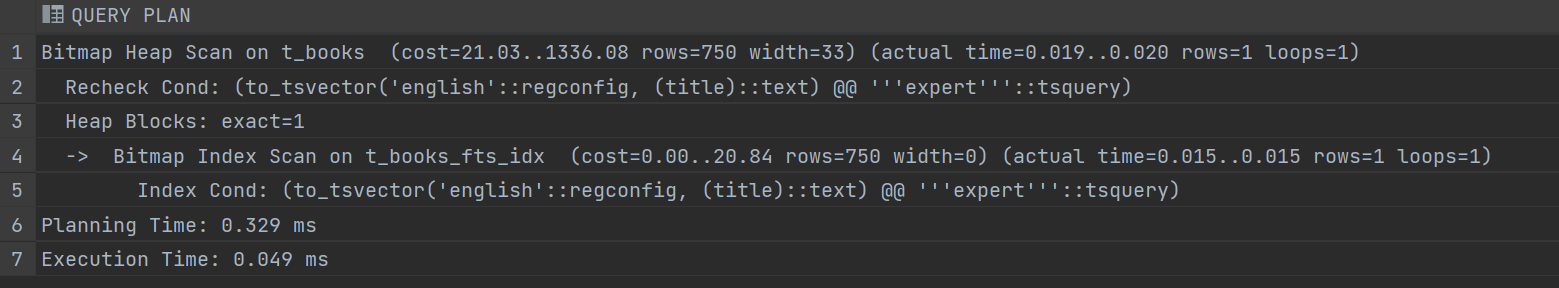 QUERY PLAN
1 Bitmap Heap Scan on t_books  (cost=21.03..1336.08 rows=750 width=33) (actual time=0.019..0.020 rows=1 loops=1)
2   Recheck Cond: (to_tsvector('english'::regconfig, (title)::text) @@ '''expert'''::tsquery)
3   Heap Blocks: exact=1
4   ->  Bitmap Index Scan on t_books_fts_idx  (cost=0.00..20.84 rows=750 width=0) (actual time=0.015..0.015 rows=1 loops=1)
5         Index Cond: (to_tsvector('english'::regconfig, (title)::text) @@ '''expert'''::tsquery)
6 Planning Time: 0.329 ms
7 Execution Time: 0.049 ms